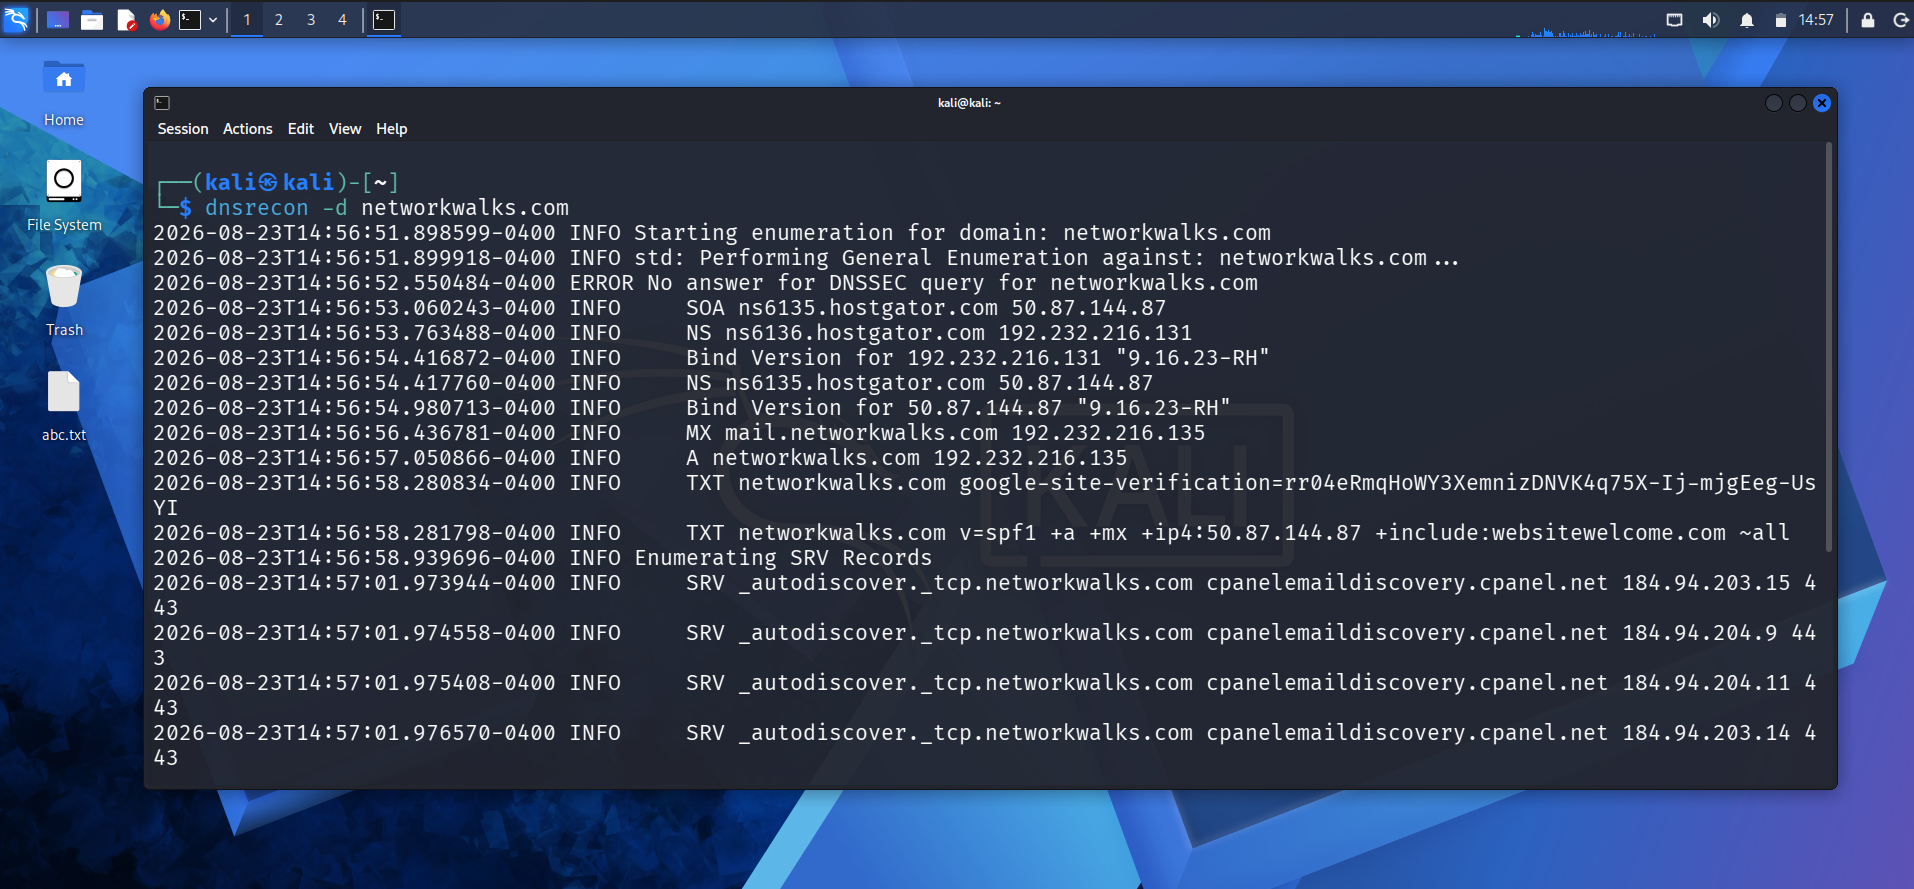 1 2 3 4
14:57
Home
File System
Trash
abc.txt
kali@kali: ~
Session Actions Edit View Help
┌──(kali㉿kali)-[~]
└─$ dnsrecon -d networkwalks.com
2026-08-23T14:56:51.898599-0400 INFO Starting enumeration for domain: networkwalks.com
2026-08-23T14:56:51.899918-0400 INFO std: Performing General Enumeration against: networkwalks.com...
2026-08-23T14:56:52.550484-0400 ERROR No answer for DNSSEC query for networkwalks.com
2026-08-23T14:56:53.060243-0400 INFO     SOA ns6135.hostgator.com 50.87.144.87
2026-08-23T14:56:53.763488-0400 INFO     NS ns6136.hostgator.com 192.232.216.131
2026-08-23T14:56:54.416872-0400 INFO     Bind Version for 192.232.216.131 "9.16.23-RH"
2026-08-23T14:56:54.417760-0400 INFO     NS ns6135.hostgator.com 50.87.144.87
2026-08-23T14:56:54.980713-0400 INFO     Bind Version for 50.87.144.87 "9.16.23-RH"
2026-08-23T14:56:56.436781-0400 INFO     MX mail.networkwalks.com 192.232.216.135
2026-08-23T14:56:57.050866-0400 INFO     A networkwalks.com 192.232.216.135
2026-08-23T14:56:58.280834-0400 INFO     TXT networkwalks.com google-site-verification=rr04eRmqHoWY3XemnizDNVK4q75X-Ij-mjgEeg-Us
YI
2026-08-23T14:56:58.281798-0400 INFO     TXT networkwalks.com v=spf1 +a +mx +ip4:50.87.144.87 +include:websitewelcome.com ~all
2026-08-23T14:56:58.939696-0400 INFO Enumerating SRV Records
2026-08-23T14:57:01.973944-0400 INFO     SRV _autodiscover._tcp.networkwalks.com cpanelemaildiscovery.cpanel.net 184.94.203.15 4
43
2026-08-23T14:57:01.974558-0400 INFO     SRV _autodiscover._tcp.networkwalks.com cpanelemaildiscovery.cpanel.net 184.94.204.9 44
3
2026-08-23T14:57:01.975408-0400 INFO     SRV _autodiscover._tcp.networkwalks.com cpanelemaildiscovery.cpanel.net 184.94.204.11 4
43
2026-08-23T14:57:01.976570-0400 INFO     SRV _autodiscover._tcp.networkwalks.com cpanelemaildiscovery.cpanel.net 184.94.203.14 4
43
KALI